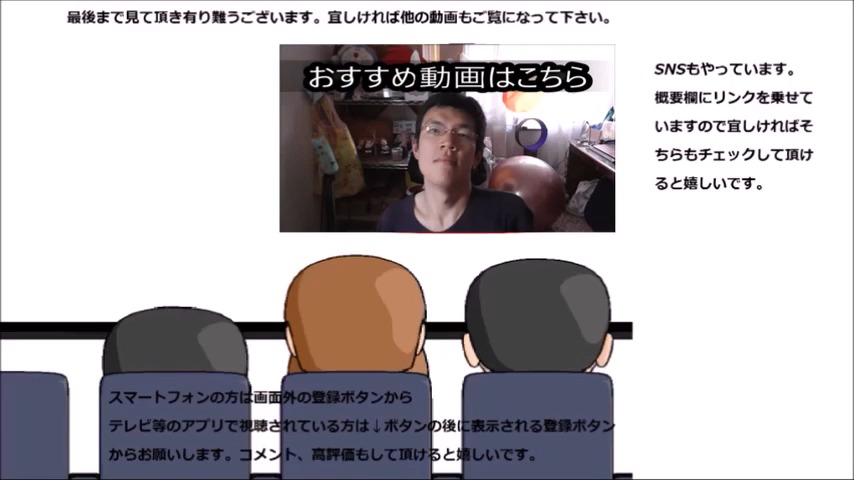 最後まで見て頂き有り難うございます。宜しければ他の動画もご覧になって下さい。
おすすめ動画はこちら
SNSもやっています。
概要欄にリンクを乗せて
いますので宜しければそ
ちらもチェックして頂け
ると嬉しいです。
スマートフォンの方は画面外の登録ボタンから
テレビ等のアプリで視聴されている方は↓ボタンの後に表示される登録ボタン
からお願いします。コメント、高評価もして頂けると嬉しいです。